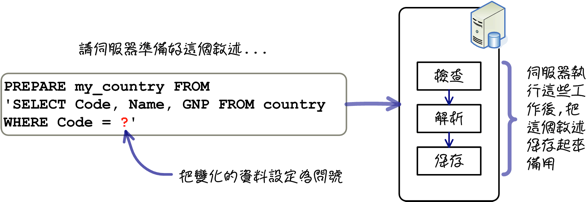 請伺服器準備好這個敘述...
PREPARE my_country FROM
'SELECT Code, Name, GNP FROM country
WHERE Code = ?'
把變化的資料設定為問號
檢查
解析
保存
伺服器執
行這些工
作後,把
這個敘述
保存起來
備用